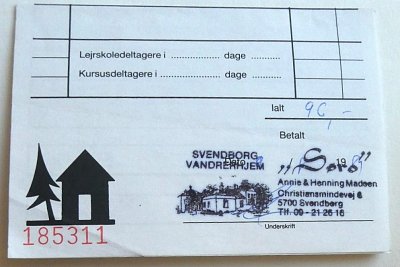 Lejrskoledeltagere i .................. dage ...........
Kursusdeltagere i .................. dage ...........
Ialt
Betalt
SVENDBORG
VANDRERHJEM
"Sørø"
19
Annie & Henning Madsen
Christiansmindevej 6
5700 Svendborg
Tlf. 09 - 21 26 16
Underskrift
185311